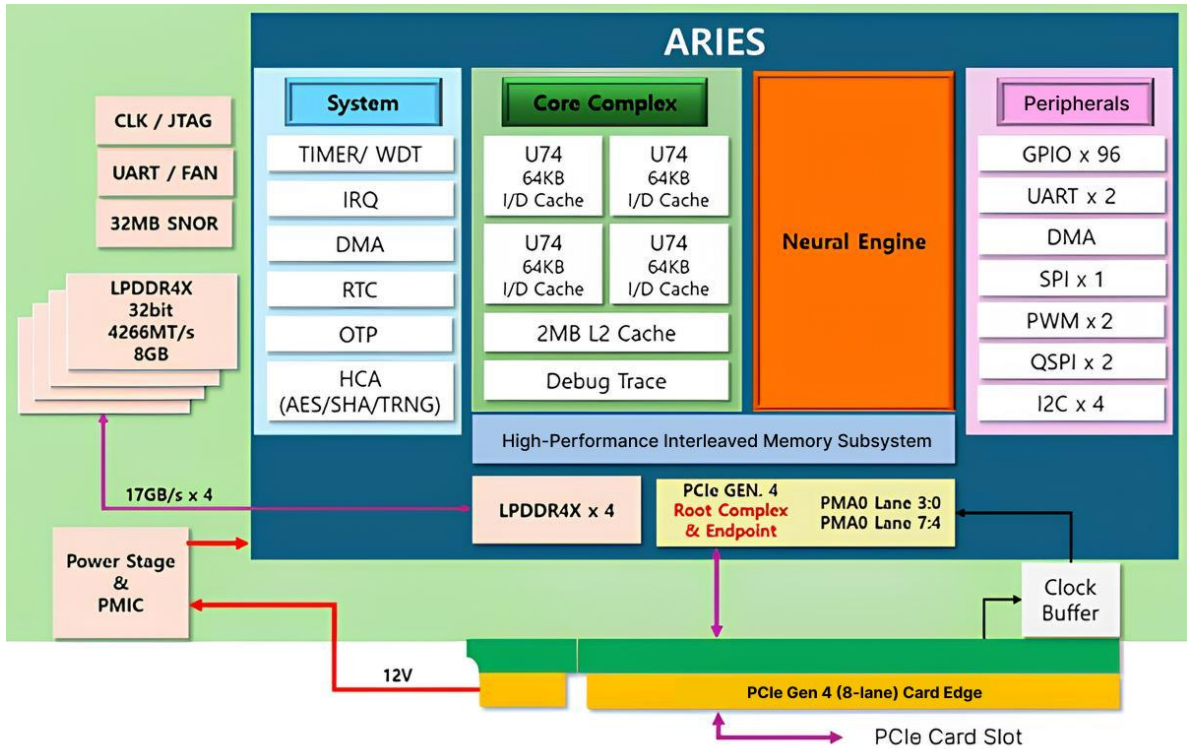 ARIES
CLK / JTAG
UART / FAN
32MB SNOR
LPDDR4X
32bit
4266MT/s
8GB
17GB/s x 4
Power Stage
&
PMIC
12V
System
TIMER/ WDT
IRQ
DMA
RTC
OTP
HCA
(AES/SHA/TRNG)
Core Complex
U74
64KB
I/D Cache
U74
64KB
I/D Cache
U74
64KB
I/D Cache
U74
64KB
I/D Cache
2MB L2 Cache
Debug Trace
Neural Engine
Peripherals
GPIO x 96
UART x 2
DMA
SPI x 1
PWM x 2
QSPI x 2
I2C x 4
High-Performance Interleaved Memory Subsystem
LPDDR4X x 4
PCIe GEN. 4
Root Complex
& Endpoint
PMA0 Lane 3:0
PMA0 Lane 7:4
Clock
Buffer
PCIe Gen 4 (8-lane) Card Edge
PCIe Card Slot